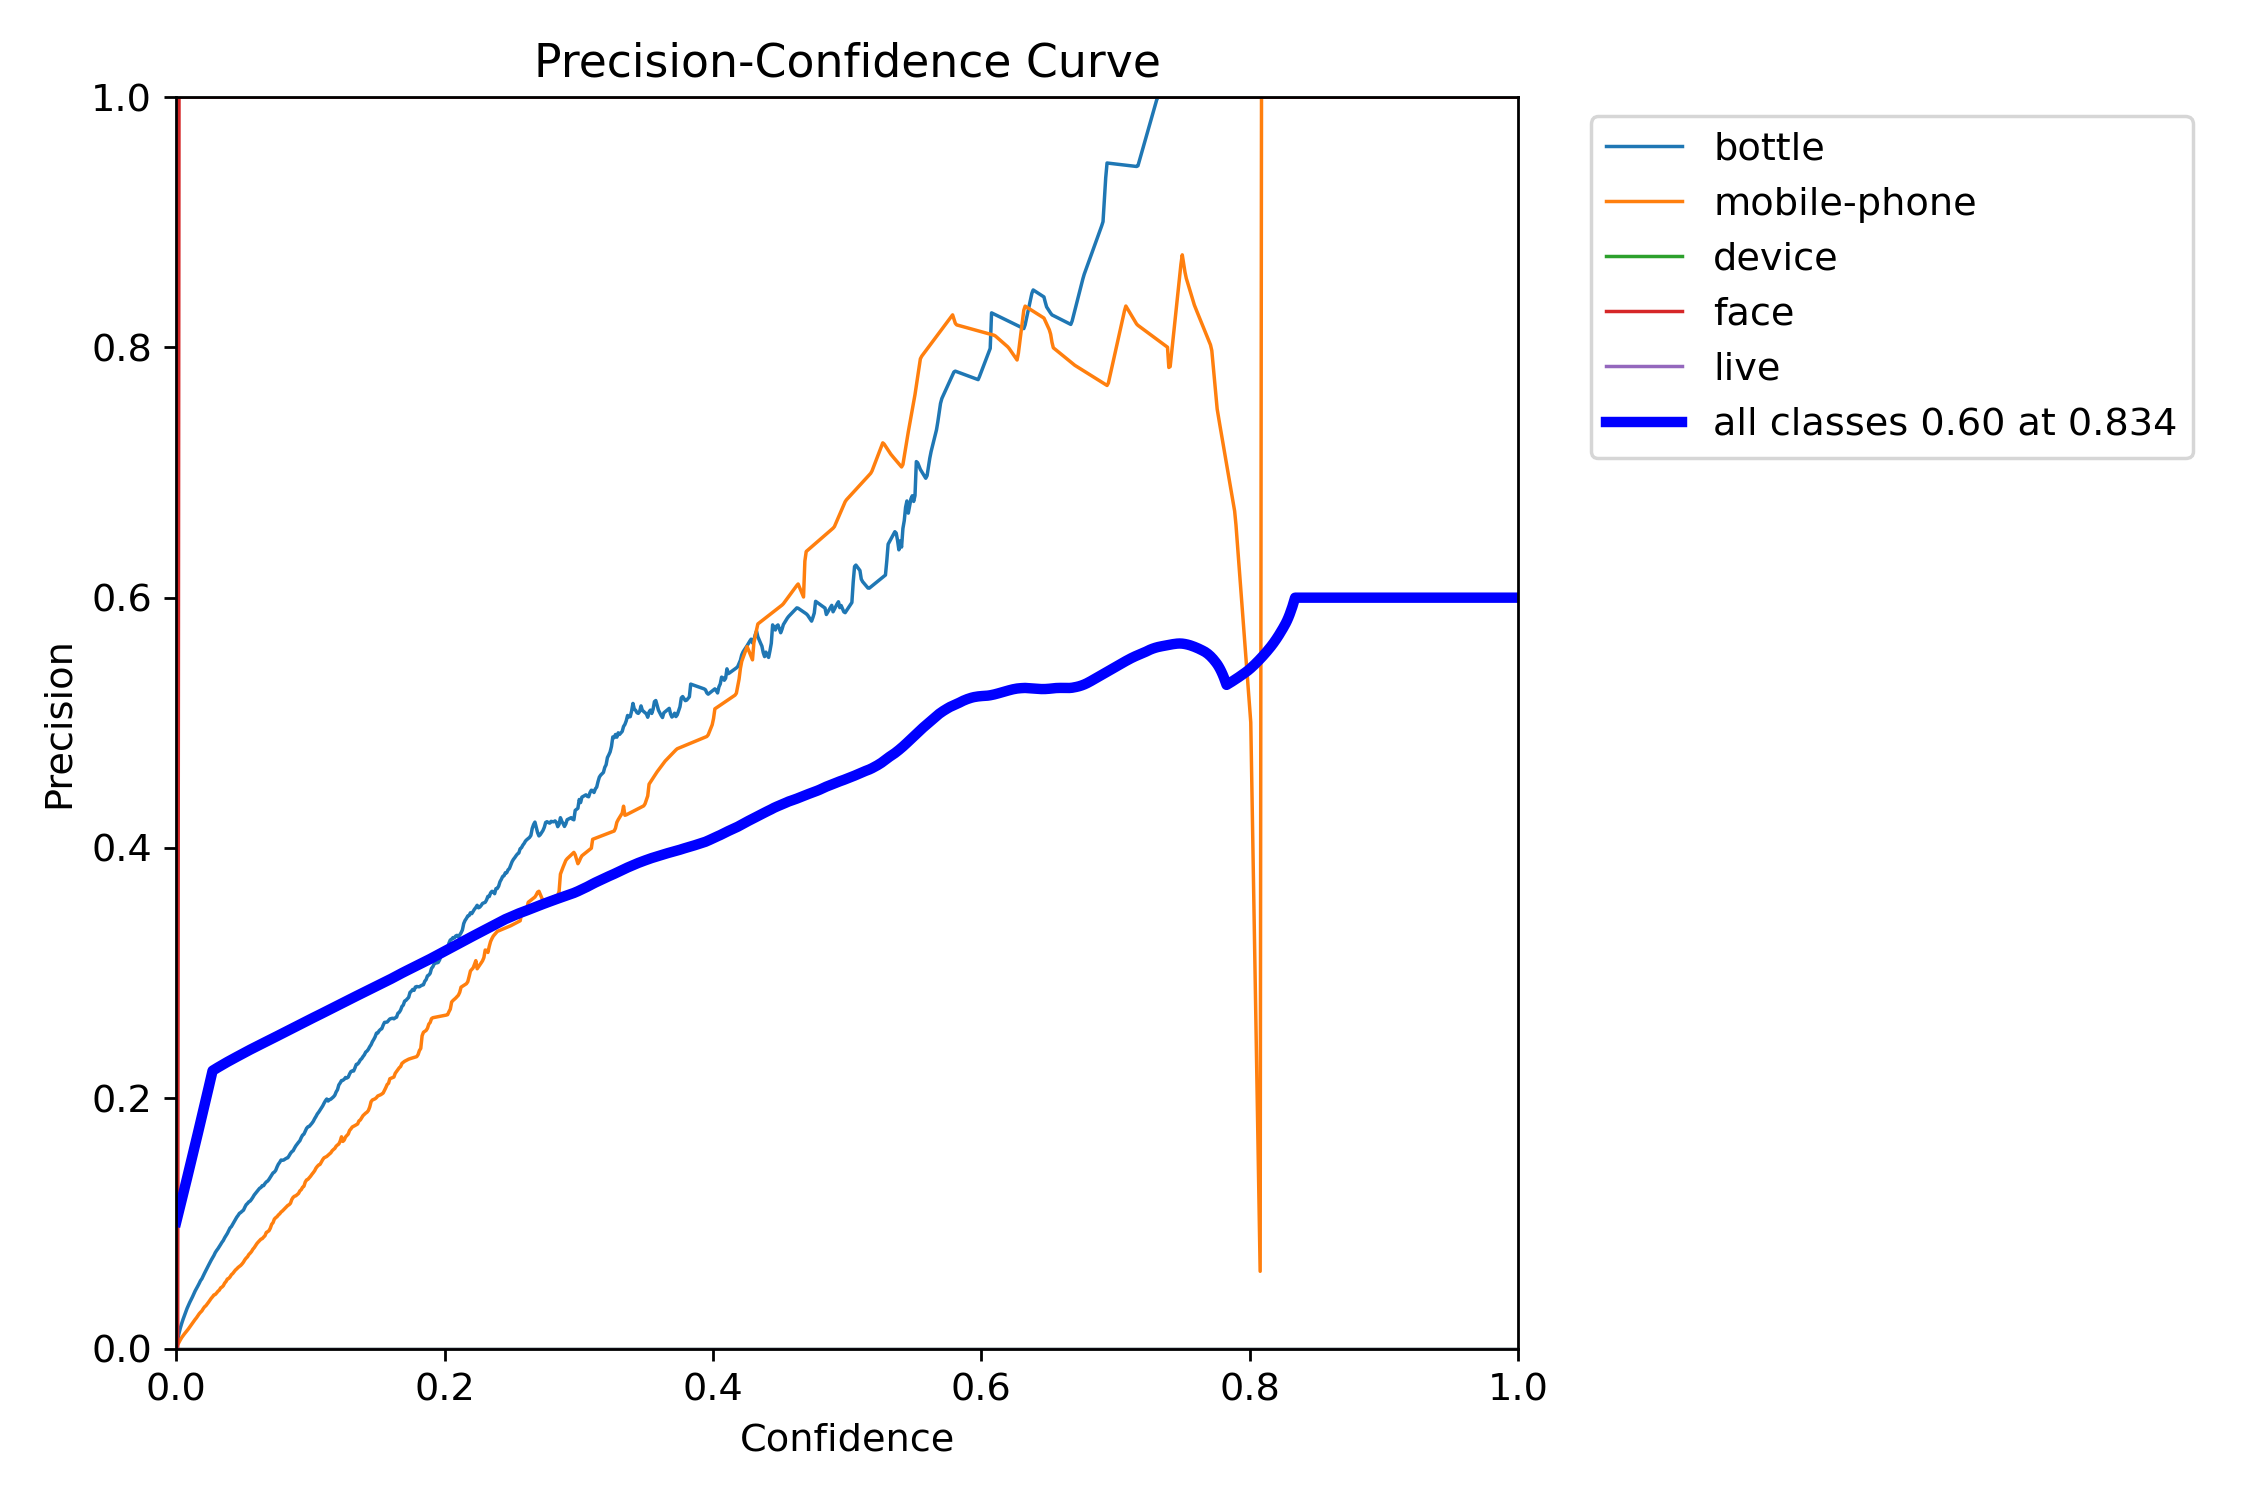 Precision-Confidence Curve
1.0
0.8
0.6
0.4
0.2
0.0
Precision
0.0 0.2 0.4 0.6 0.8 1.0
Confidence
bottle
mobile-phone
device
face
live
all classes 0.60 at 0.834